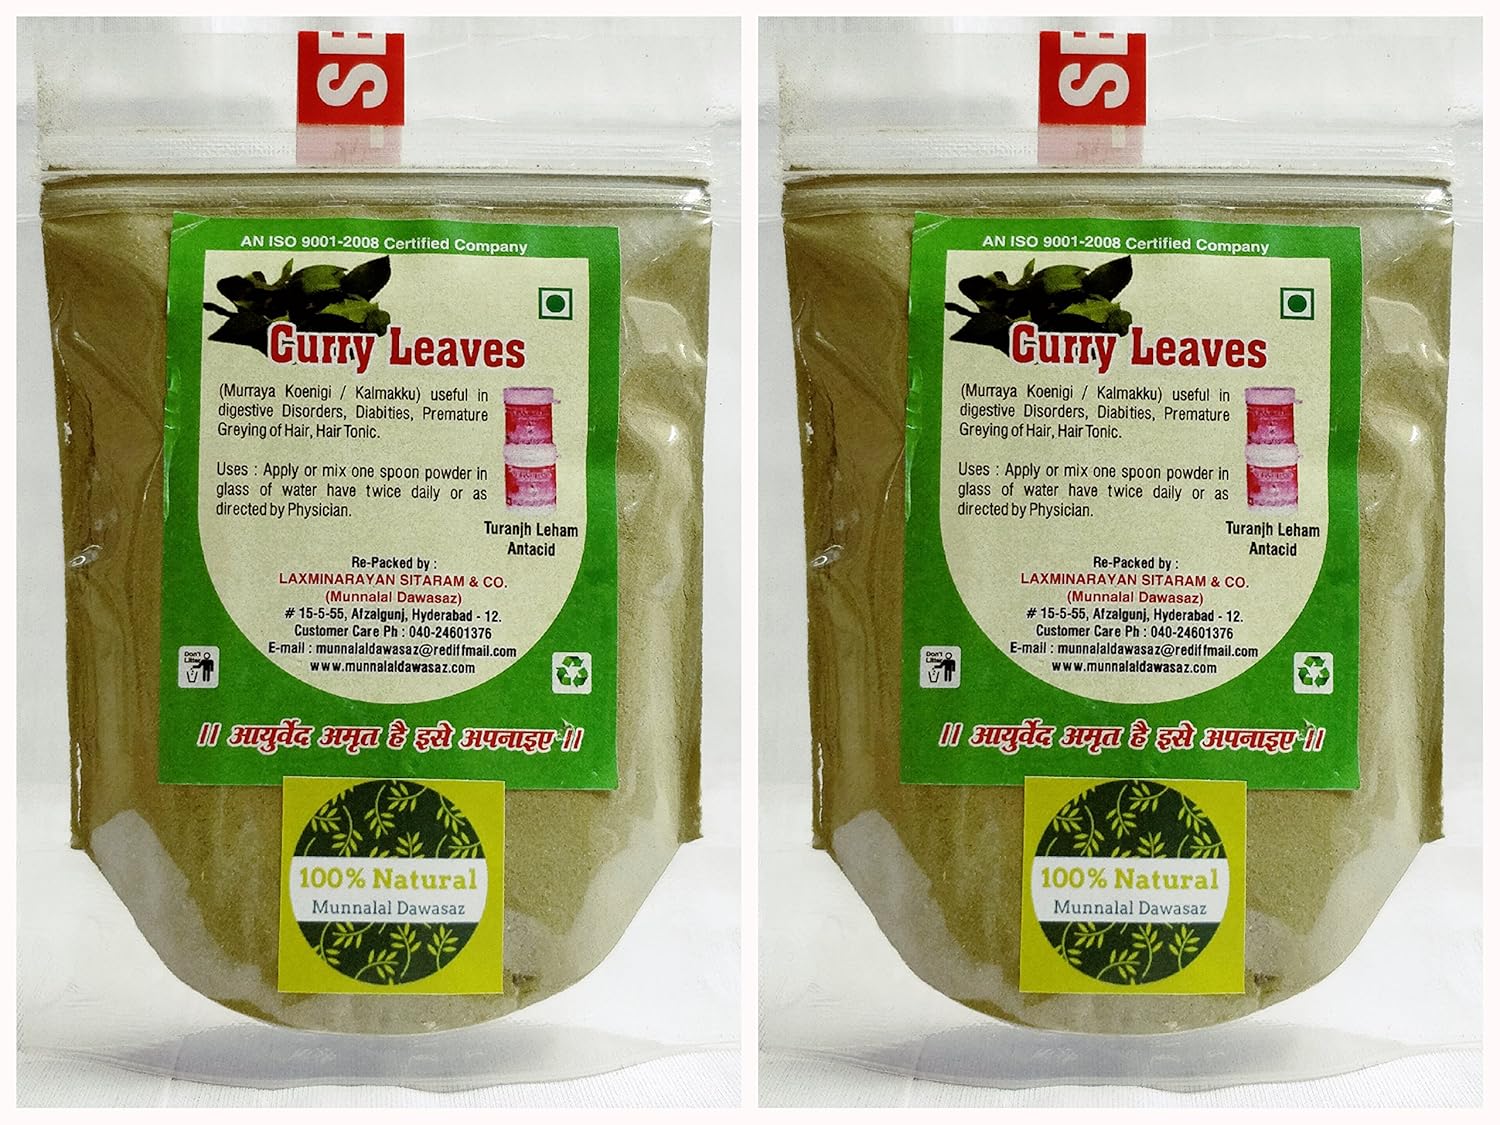 SE
AN ISO 9001-2008 Certified Company
Curry Leaves
(Murraya Koenigi / Kalmakku) useful in
digestive Disorders, Diabities, Premature
Greying of Hair, Hair Tonic.
Uses : Apply or mix one spoon powder in
glass of water have twice daily or as
directed by Physician.
Turanjh Leham
Antacid
Re-Packed by :
LAXMINARAYAN SITARAM & CO.
(Munnalal Dawasaz)
# 15-5-55, Afzalgunj, Hyderabad - 12.
Customer Care Ph : 040-24601376
E-mail : munnalaldawasaz@rediffmail.com
www.munnalaldawasaz.com
Don't
Litter
|| आयुर्वेद अमृत है इसे अपनाइए ||
100% Natural
Munnalal Dawasaz
SE
AN ISO 9001-2008 Certified Company
Curry Leaves
(Murraya Koenigi / Kalmakku) useful in
digestive Disorders, Diabities, Premature
Greying of Hair, Hair Tonic.
Uses : Apply or mix one spoon powder in
glass of water have twice daily or as
directed by Physician.
Turanjh Leham
Antacid
Re-Packed by :
LAXMINARAYAN SITARAM & CO.
(Munnalal Dawasaz)
# 15-5-55, Afzalgunj, Hyderabad - 12.
Customer Care Ph : 040-24601376
E-mail : munnalaldawasaz@rediffmail.com
www.munnalaldawasaz.com
Don't
Litter
|| आयुर्वेद अमृत है इसे अपनाइए ||
100% Natural
Munnalal Dawasaz